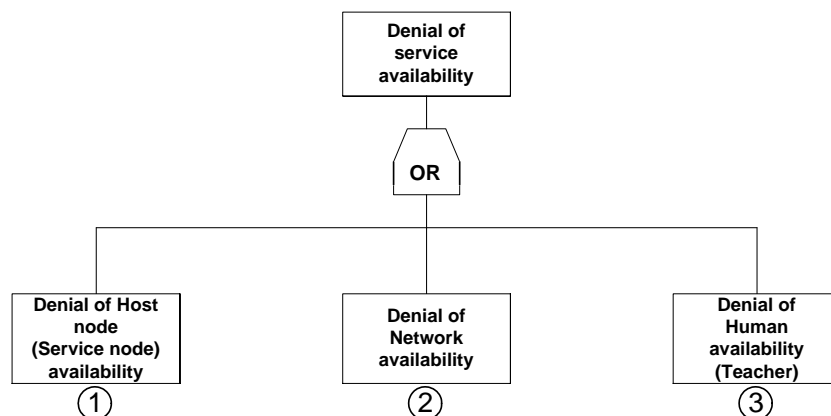 Denial of
service
availability
OR
Denial of Host
node
(Service node)
availability
1
Denial of
Network
availability
2
Denial of
Human
availability
(Teacher)
3